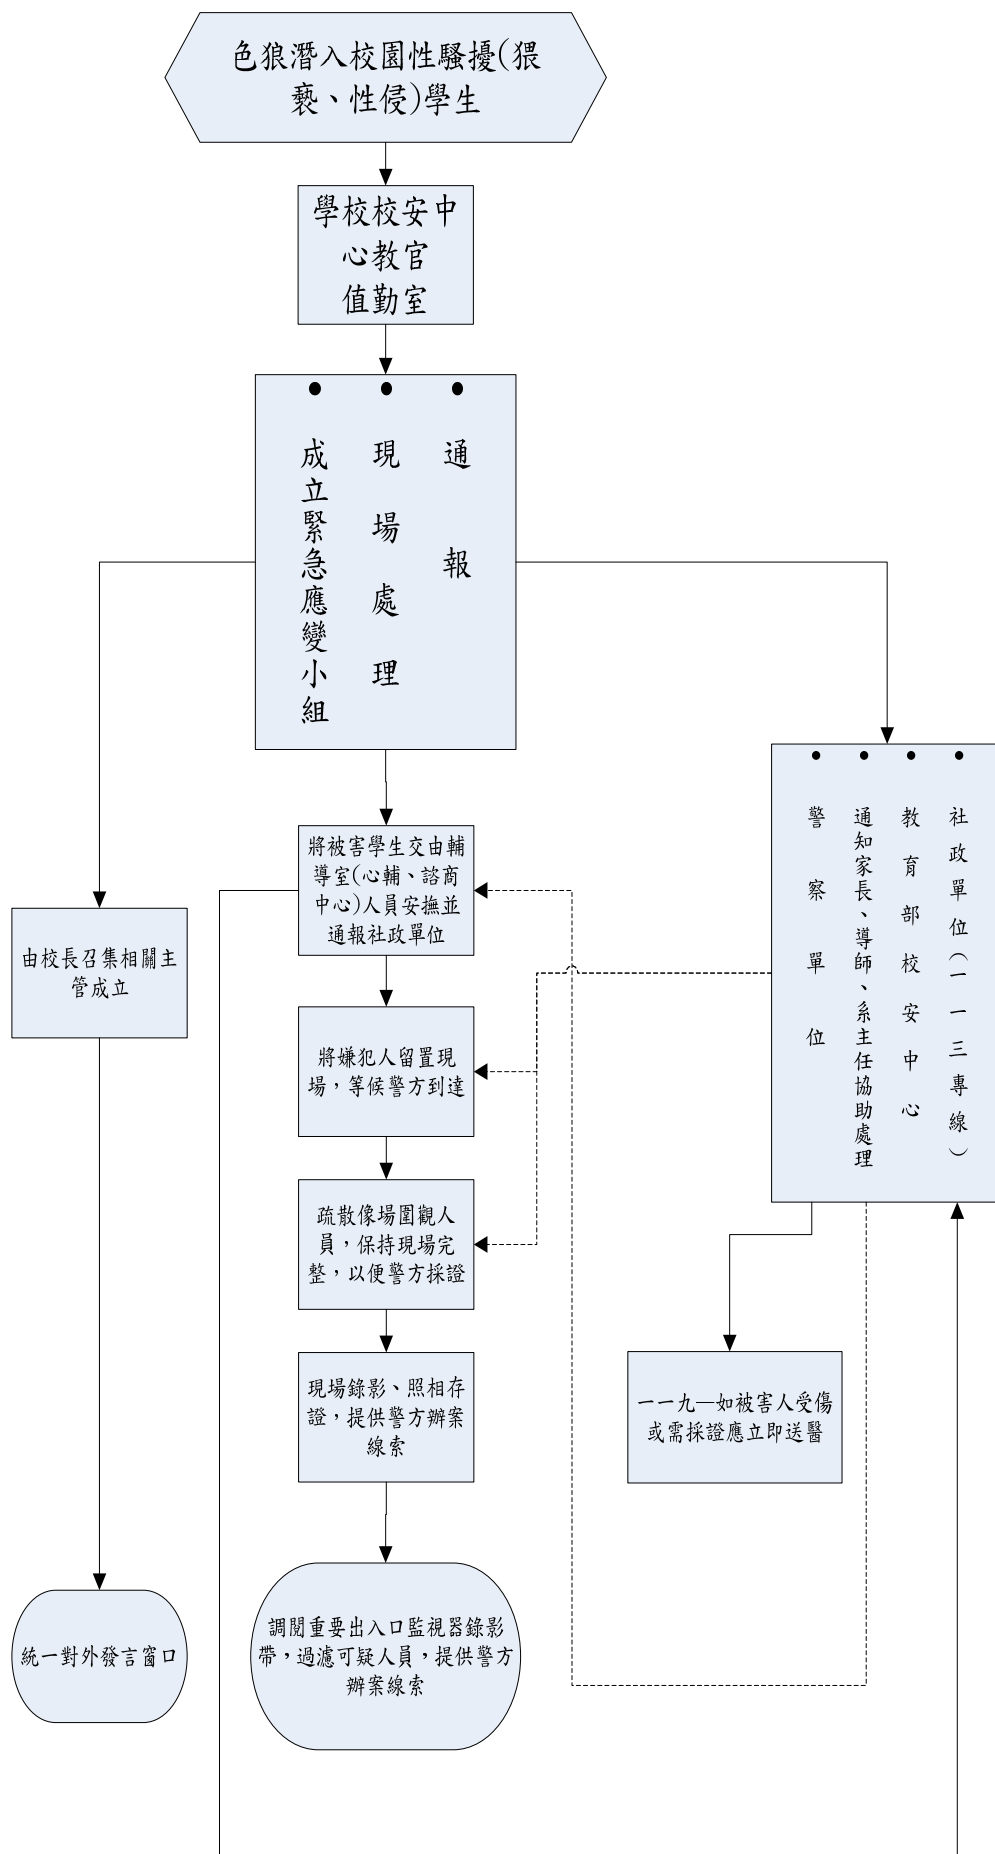 色狼潛入校園性騷擾(猥
褻、性侵)學生
學校校安中
心教官
值勤室
●通報
●現場處理
●成立緊急應變小組
●社政單位(一一三專線)
●教育部校安中心
●通知家長、導師、系主任協助處理
●警察單位
將被害學生交由輔
導室(心輔、諮商
中心)人員安撫並
通報社政單位
由校長召集相關主
管成立
將嫌犯人留置現
場，等候警方到達
疏散像場圍觀人
員，保持現場完
整，以便警方採證
現場錄影、照相存
證，提供警方辦案
線索
一一九—如被害人受傷
或需採證應立即送醫
統一對外發言窗口
調閱重要出入口監視器錄影
帶，過濾可疑人員，提供警方
辦案線索